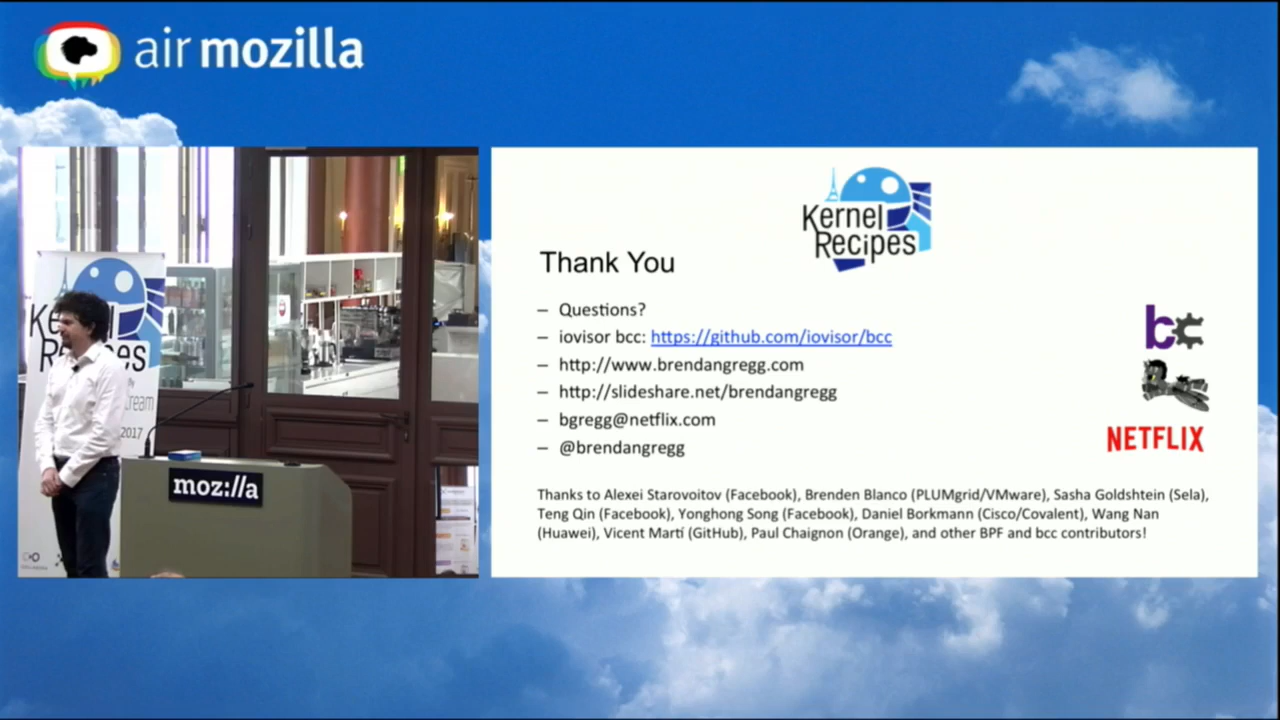 air mozilla
Kernel
Recipes
2017
moz://a
Kernel
Recipes
Thank You
– Questions?
– iovisor bcc: https://github.com/iovisor/bcc
– http://www.brendangregg.com
– http://slideshare.net/brendangregg
– bgregg@netflix.com
– @brendangregg
bc
NETFLIX
Thanks to Alexei Starovoitov (Facebook), Brenden Blanco (PLUMgrid/VMware), Sasha Goldshtein (Sela),
Teng Qin (Facebook), Yonghong Song (Facebook), Daniel Borkmann (Cisco/Covalent), Wang Nan
(Huawei), Vicent Martí (GitHub), Paul Chaignon (Orange), and other BPF and bcc contributors!